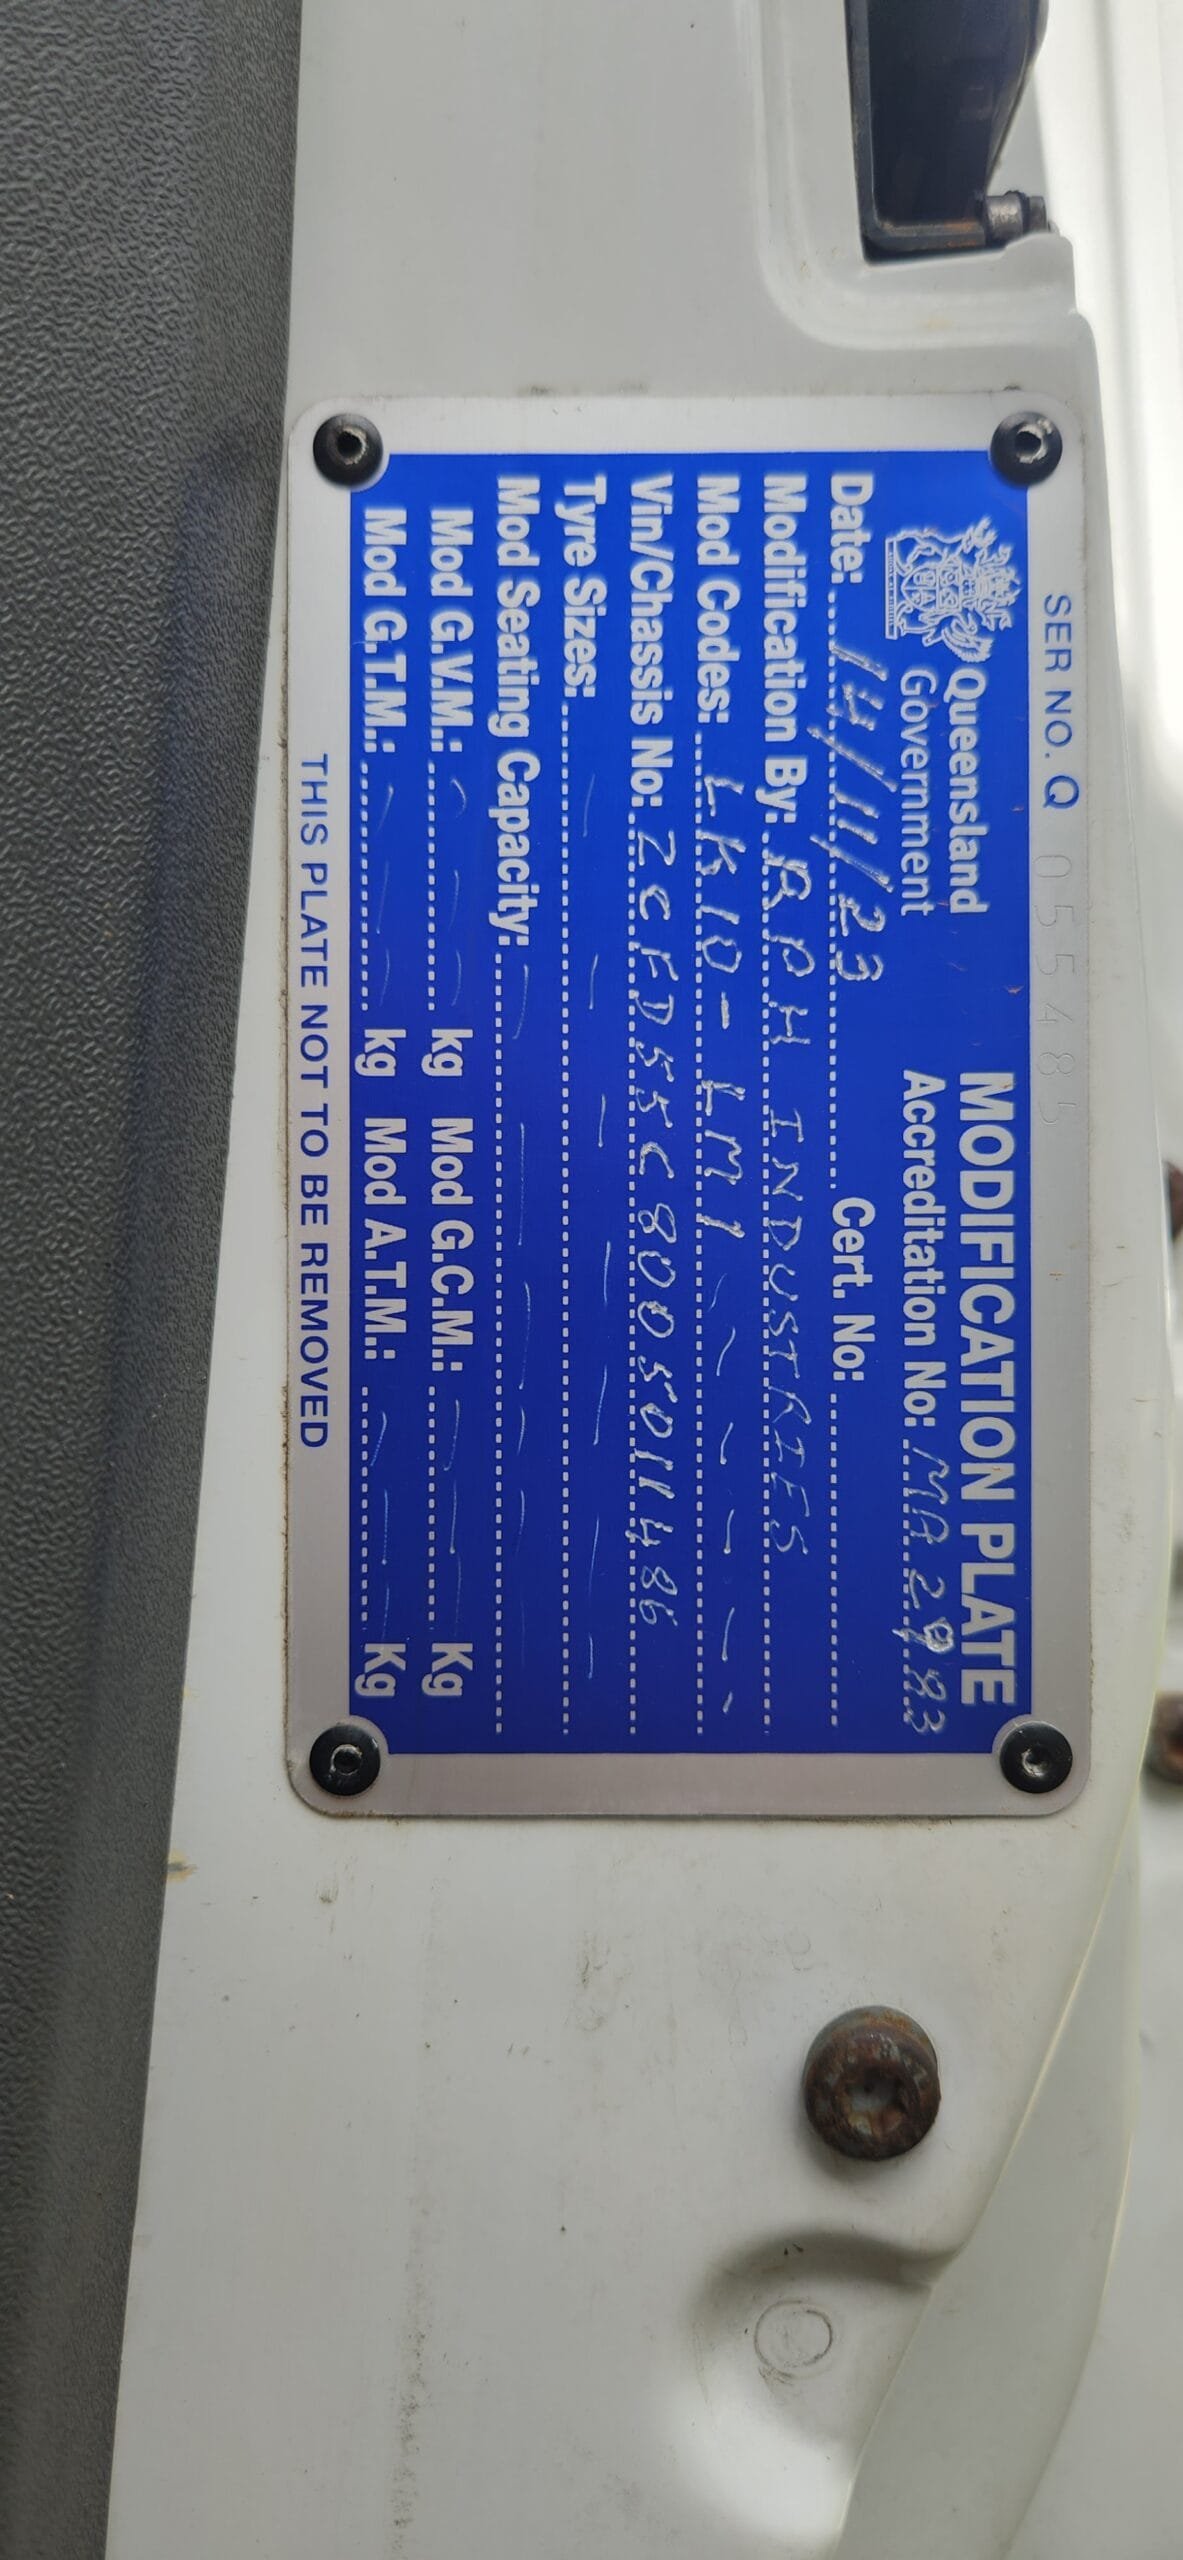 SER NO. Q 055485
Queensland Government
MODIFICATION PLATE
Accreditation No: MA 2983
Date: 14/11/23 Cert. No:
Modification By: RPH INDUSTRIES
Mod Codes: LK10 - LM1
Vin/Chassis No: ZCFD55C8005011486
Tyre Sizes:
Mod Seating Capacity:
Mod G.V.M.: kg Mod G.C.M.: Kg
Mod G.T.M.: kg Mod A.T.M.: Kg
THIS PLATE NOT TO BE REMOVED